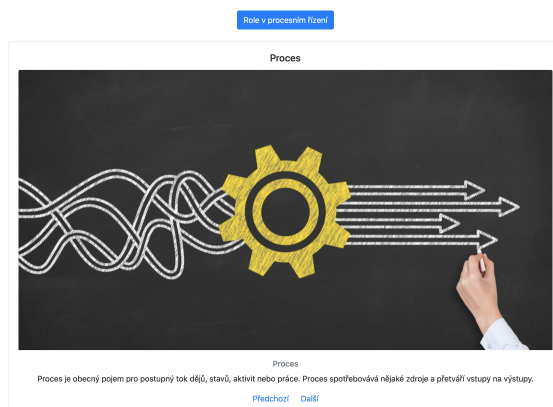 Role v procesním řízení
Proces
Proces
Proces je obecný pojem pro postupný tok dějů, stavů, aktivit nebo práce. Proces spotřebovává nějaké zdroje a přetváří vstupy na výstupy.
Předchozí Další